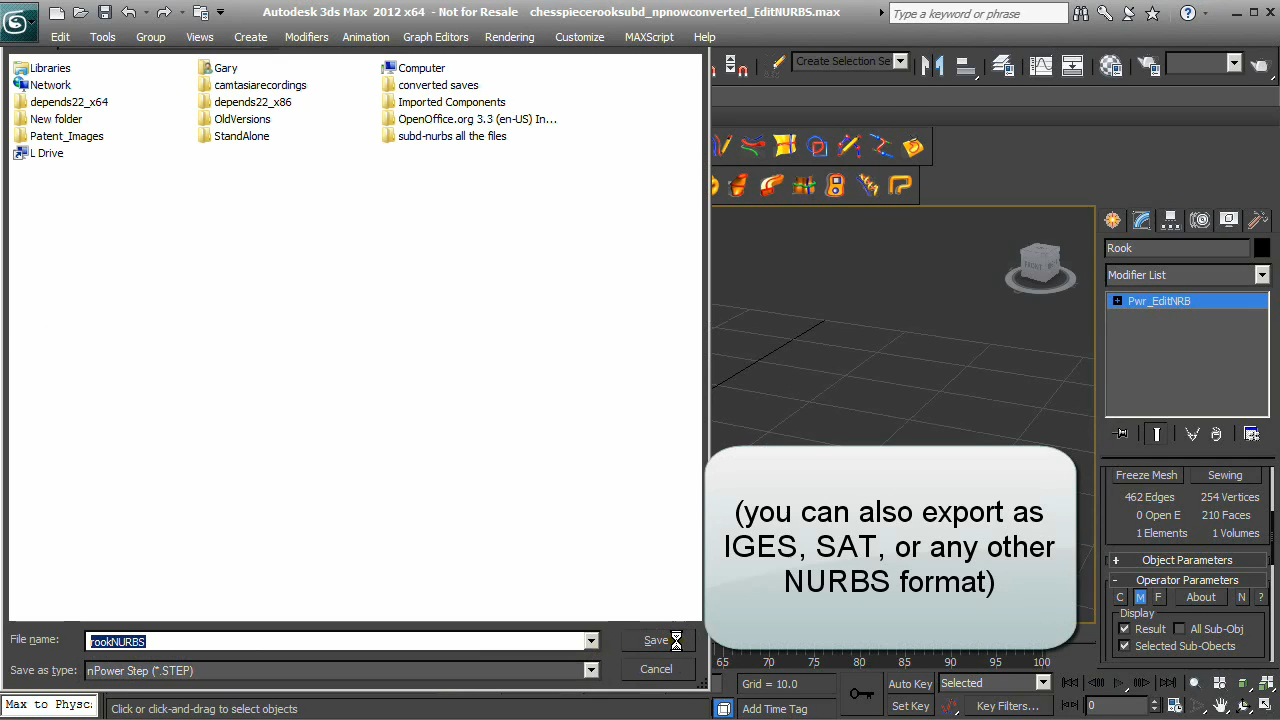 Autodesk 3ds Max 2012 x64 - Not for Resale chesspiecerooksubd_npnowconverted_EditNURBS.max
Type a keyword or phrase
Edit Tools Group Views Create Modifiers Animation Graph Editors Rendering Customize MAXScript Help
Create Selection Se
Libraries Gary Computer
Network camtasiarecordings converted saves
depends22_x64 depends22_x86 Imported Components
New folder OldVersions OpenOffice.org 3.3 (en-US) In...
Patent_Images StandAlone subd-nurbs all the files
L Drive
Rook
Modifier List
Pwr_EditNRB
(you can also export as
IGES, SAT, or any other
NURBS format)
Freeze Mesh Sewing
462 Edges 254 Vertices
0 Open E 210 Faces
1 Elements 1 Volumes
+ Object Parameters
- Operator Parameters
C M F About N ?
Display
Result All Sub-Obj
Selected Sub-Obects
File name: rookNURBS Save
Save as type: nPower Step (*.STEP) Cancel
65 70 75 80 85 90 95 100
Grid = 10.0 Auto Key Selected
Add Time Tag Set Key Key Filters... 0
Max to Physc.
Click or click-and-drag to select objects